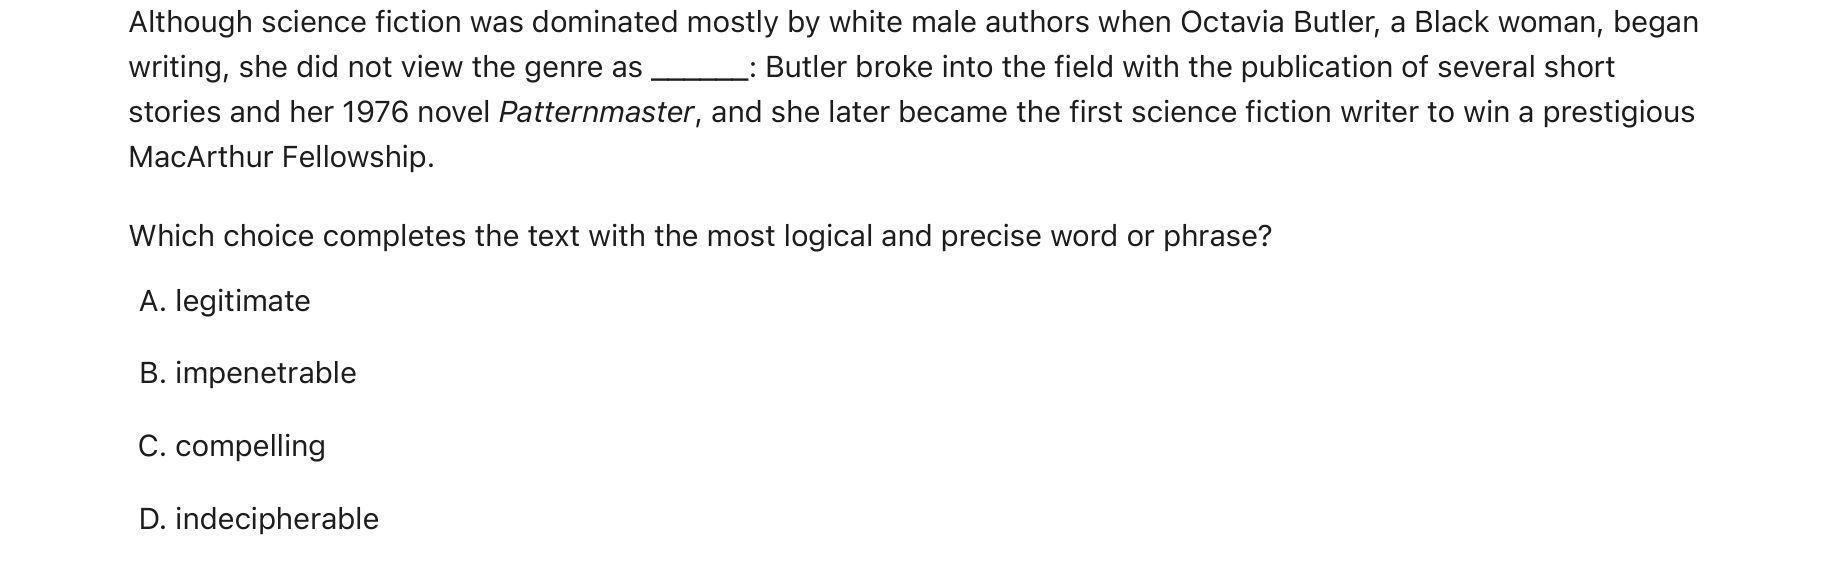 Although science fiction was dominated mostly by white male authors when Octavia Butler, a Black woman, began
writing, she did not view the genre as ______: Butler broke into the field with the publication of several short
stories and her 1976 novel Patternmaster, and she later became the first science fiction writer to win a prestigious
MacArthur Fellowship.
Which choice completes the text with the most logical and precise word or phrase?
A. legitimate
B. impenetrable
C. compelling
D. indecipherable